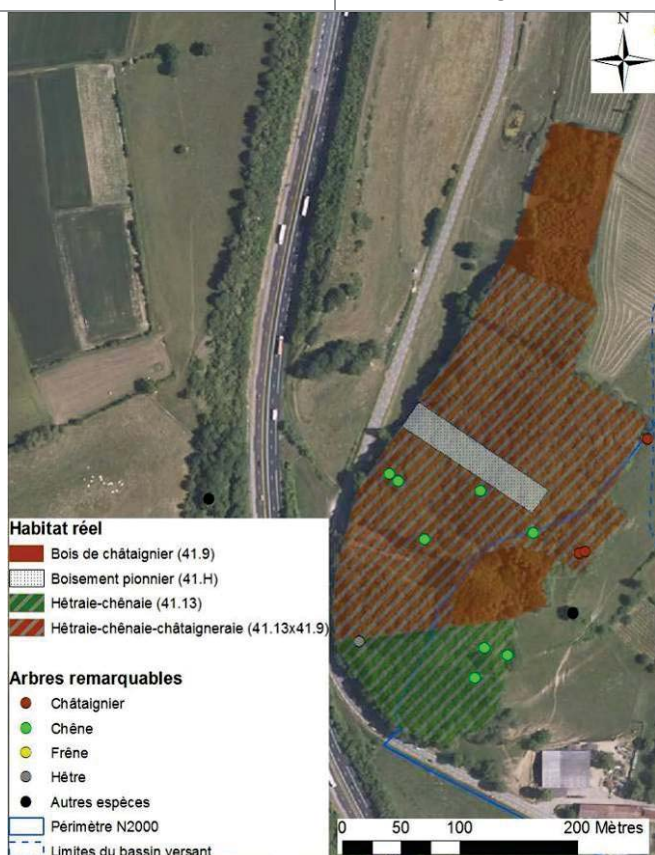 N
Habitat réel
Bois de châtaignier (41.9)
Boisement pionnier (41.H)
Hêtraie-chênaie (41.13)
Hêtraie-chênaie-châtaigneraie (41.13x41.9)
Arbres remarquables
Châtaignier
Chêne
Frêne
Hêtre
Autres espèces
Périmètre N2000
Limites du bassin versant
0 50 100 200 Mètres